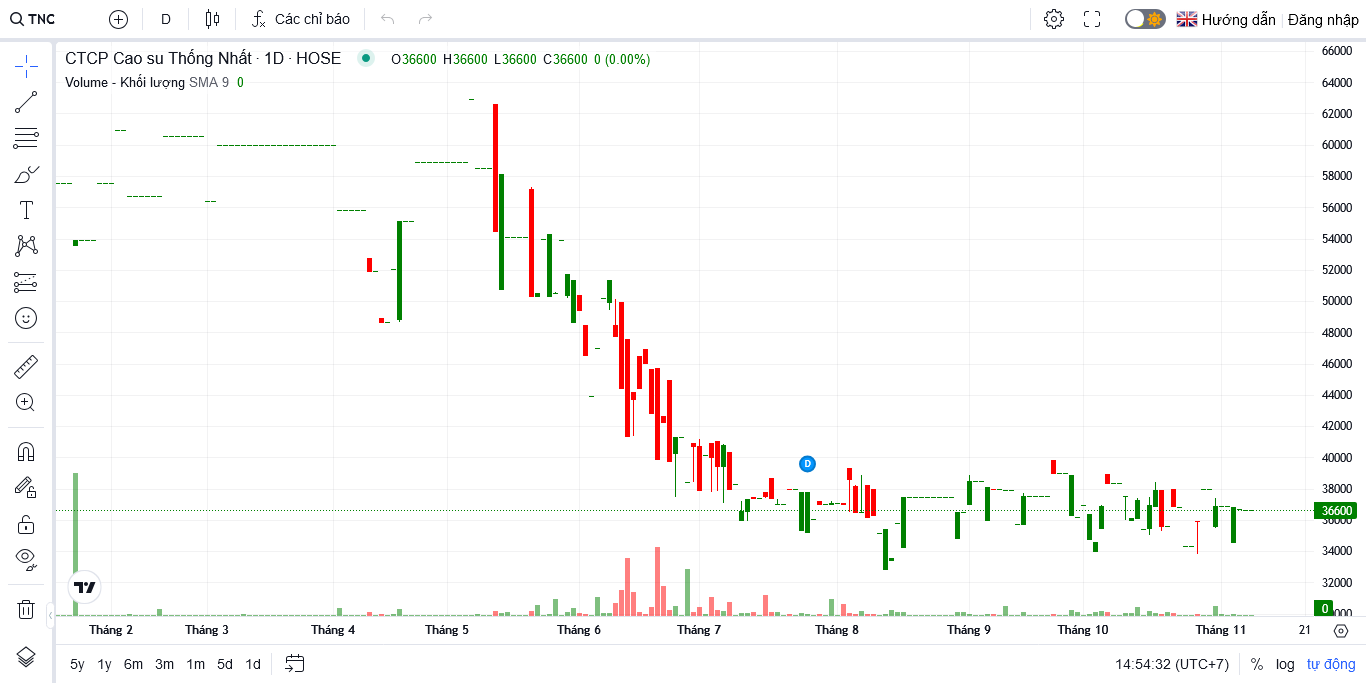 TNC
D
Các chỉ báo
Hướng dẫn
Đăng nhập
CTCP Cao su Thống Nhất · 1D · HOSE
O36600 H36600 L36600 C36600 0 (0.00%)
Volume - Khối lượng SMA 9 0
66000
64000
62000
60000
58000
56000
54000
52000
50000
48000
46000
44000
42000
40000
38000
36600
36000
34000
32000
0
D
Tháng 2
Tháng 3
Tháng 4
Tháng 5
Tháng 6
Tháng 7
Tháng 8
Tháng 9
Tháng 10
Tháng 11
21
5y 1y 6m 3m 1m 5d 1d
14:54:32 (UTC+7)
% log tự động